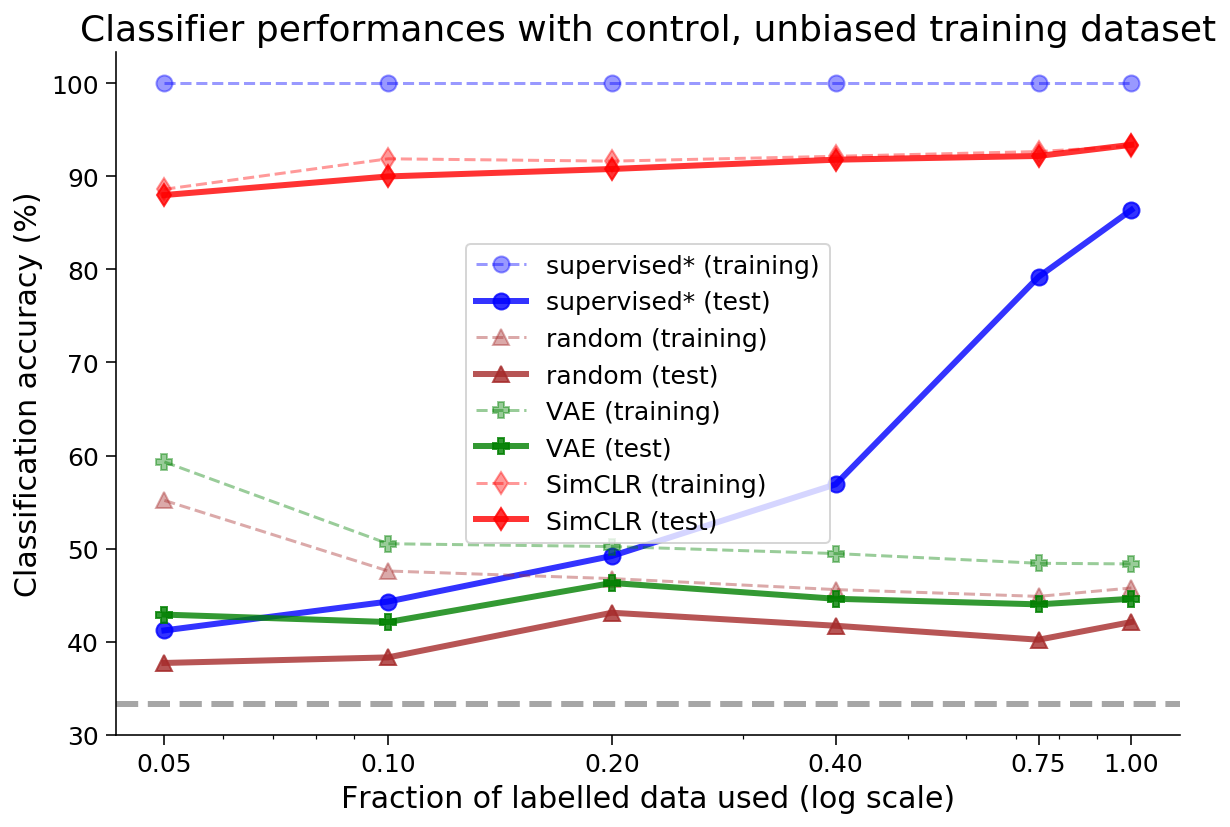 Classifier performances with control, unbiased training dataset
100
90
80
70
60
50
40
30
Classification accuracy (%)
supervised* (training)
supervised* (test)
random (training)
random (test)
VAE (training)
VAE (test)
SimCLR (training)
SimCLR (test)
0.05 0.10 0.20 0.40 0.75 1.00
Fraction of labelled data used (log scale)